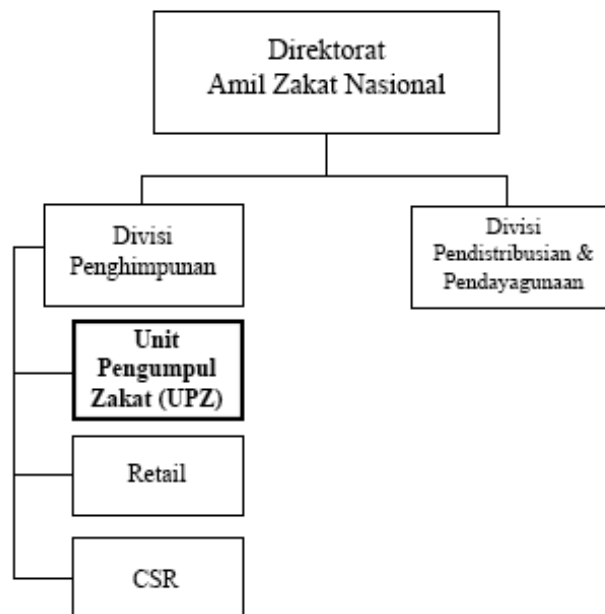 Direktorat
Amil Zakat Nasional
Divisi
Penghimpunan
Divisi
Pendistribusian &
Pendayagunaan
Unit
Pengumpul
Zakat (UPZ)
Retail
CSR